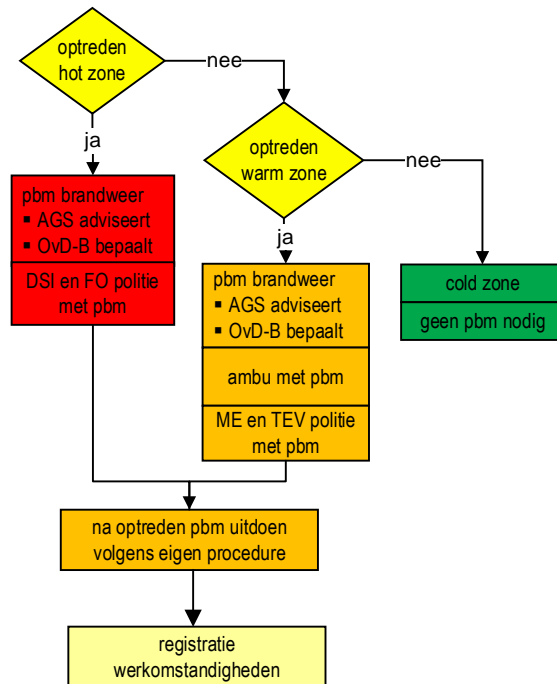 optreden
hot zone
nee
ja
optreden
warm zone
nee
ja
pbm brandweer
▪ AGS adviseert
▪ OvD-B bepaalt
DSI en FO politie
met pbm
pbm brandweer
▪ AGS adviseert
▪ OvD-B bepaalt
ambu met pbm
ME en TEV politie
met pbm
cold zone
geen pbm nodig
na optreden pbm uitdoen
volgens eigen procedure
registratie
werkomstandigheden